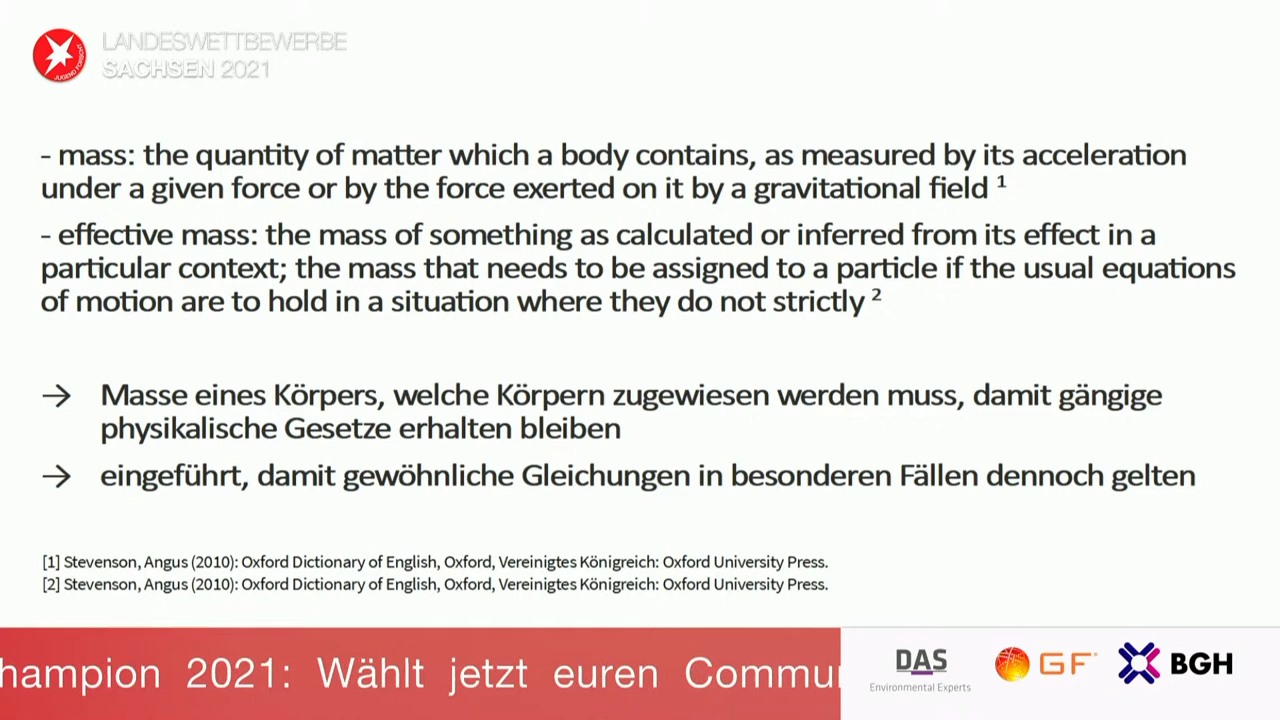 LANDESWETTBEWERBE
SACHSEN 2021
JUGEND FORSCHT
- mass: the quantity of matter which a body contains, as measured by its acceleration
under a given force or by the force exerted on it by a gravitational field 1
- effective mass: the mass of something as calculated or inferred from its effect in a
particular context; the mass that needs to be assigned to a particle if the usual equations
of motion are to hold in a situation where they do not strictly 2
→ Masse eines Körpers, welche Körpern zugewiesen werden muss, damit gängige
physikalische Gesetze erhalten bleiben
→ eingeführt, damit gewöhnliche Gleichungen in besonderen Fällen dennoch gelten
[1] Stevenson, Angus (2010): Oxford Dictionary of English, Oxford, Vereinigtes Königreich: Oxford University Press.
[2] Stevenson, Angus (2010): Oxford Dictionary of English, Oxford, Vereinigtes Königreich: Oxford University Press.
hampion 2021: Wählt jetzt euren Commu
DAS
Environmental Experts
GF
BGH